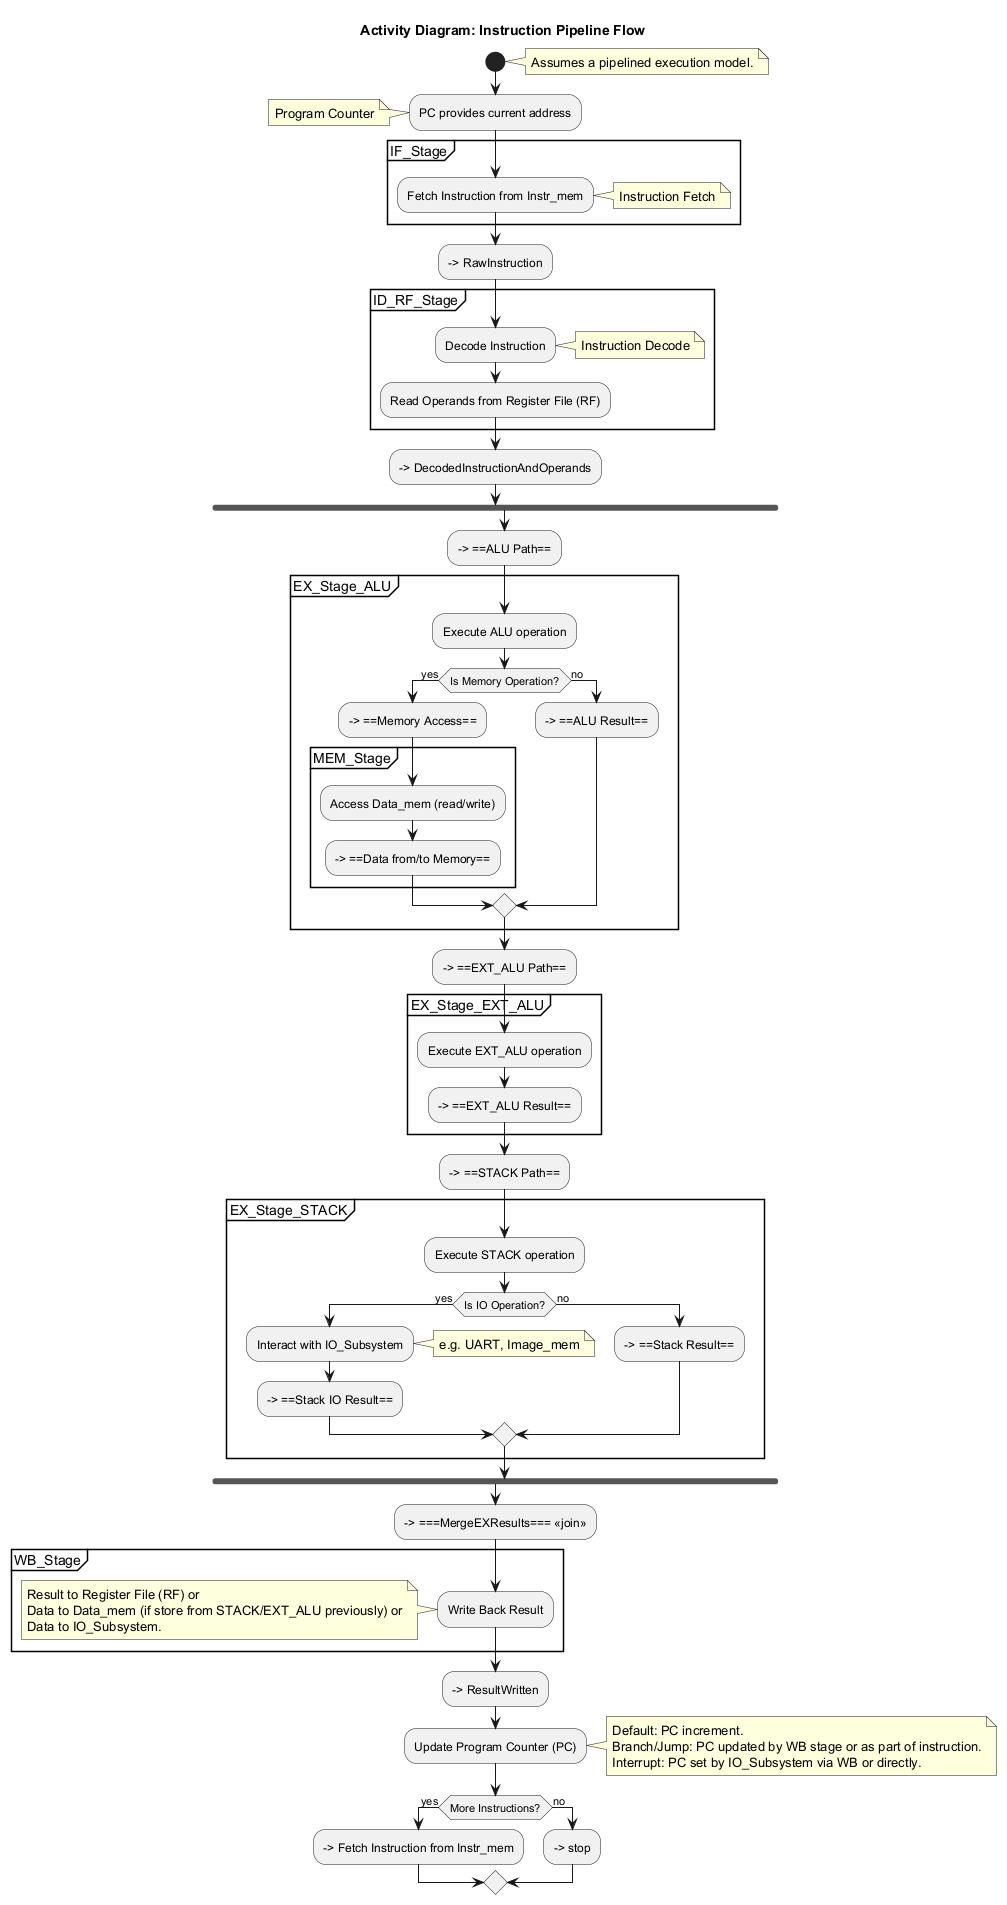 Activity Diagram: Instruction Pipeline Flow
Assumes a pipelined execution model.
Program Counter
PC provides current address
IF_Stage
Fetch Instruction from Instr_mem
Instruction Fetch
-> RawInstruction
ID_RF_Stage
Decode Instruction
Instruction Decode
Read Operands from Register File (RF)
-> DecodedInstructionAndOperands
-> ==ALU Path==
EX_Stage_ALU
Execute ALU operation
yes
Is Memory Operation?
no
-> ==Memory Access==
-> ==ALU Result==
MEM_Stage
Access Data_mem (read/write)
-> ==Data from/to Memory==
-> ==EXT_ALU Path==
EX_Stage_EXT_ALU
Execute EXT_ALU operation
-> ==EXT_ALU Result==
-> ==STACK Path==
EX_Stage_STACK
Execute STACK operation
yes
Is IO Operation?
no
Interact with IO_Subsystem
e.g. UART, Image_mem
-> ==Stack Result==
-> ==Stack IO Result==
-> ===MergeEXResults=== «join»
WB_Stage
Result to Register File (RF) or
Data to Data_mem (if store from STACK/EXT_ALU previously) or
Data to IO_Subsystem.
Write Back Result
-> ResultWritten
Update Program Counter (PC)
Default: PC increment.
Branch/Jump: PC updated by WB stage or as part of instruction.
Interrupt: PC set by IO_Subsystem via WB or directly.
yes
More Instructions?
no
-> Fetch Instruction from Instr_mem
-> stop